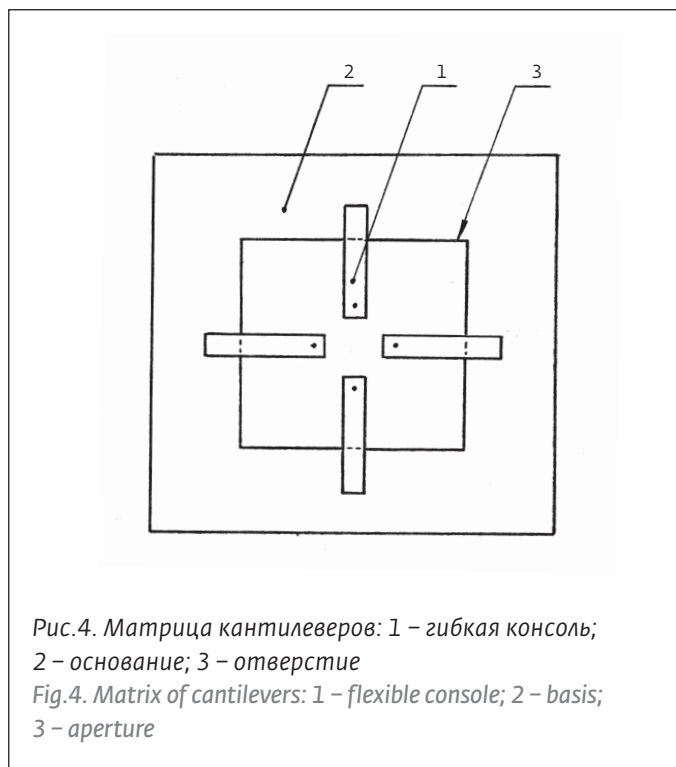 2 1 3
Рис.4. Матрица кантилеверов: 1 – гибкая консоль;
2 – основание; 3 – отверстие
Fig.4. Matrix of cantilevers: 1 – flexible console; 2 – basis;
3 – aperture